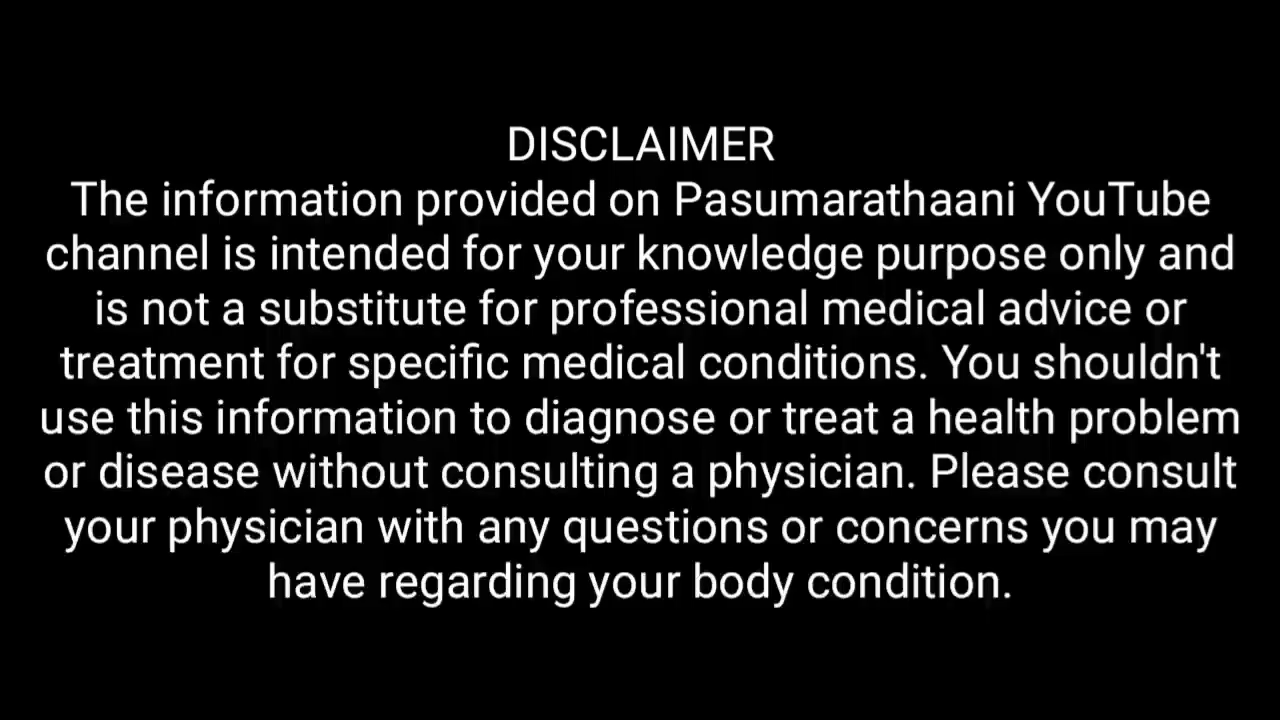 DISCLAIMER
The information provided on Pasumarathaani YouTube
channel is intended for your knowledge purpose only and
is not a substitute for professional medical advice or
treatment for specific medical conditions. You shouldn't
use this information to diagnose or treat a health problem
or disease without consulting a physician. Please consult
your physician with any questions or concerns you may
have regarding your body condition.